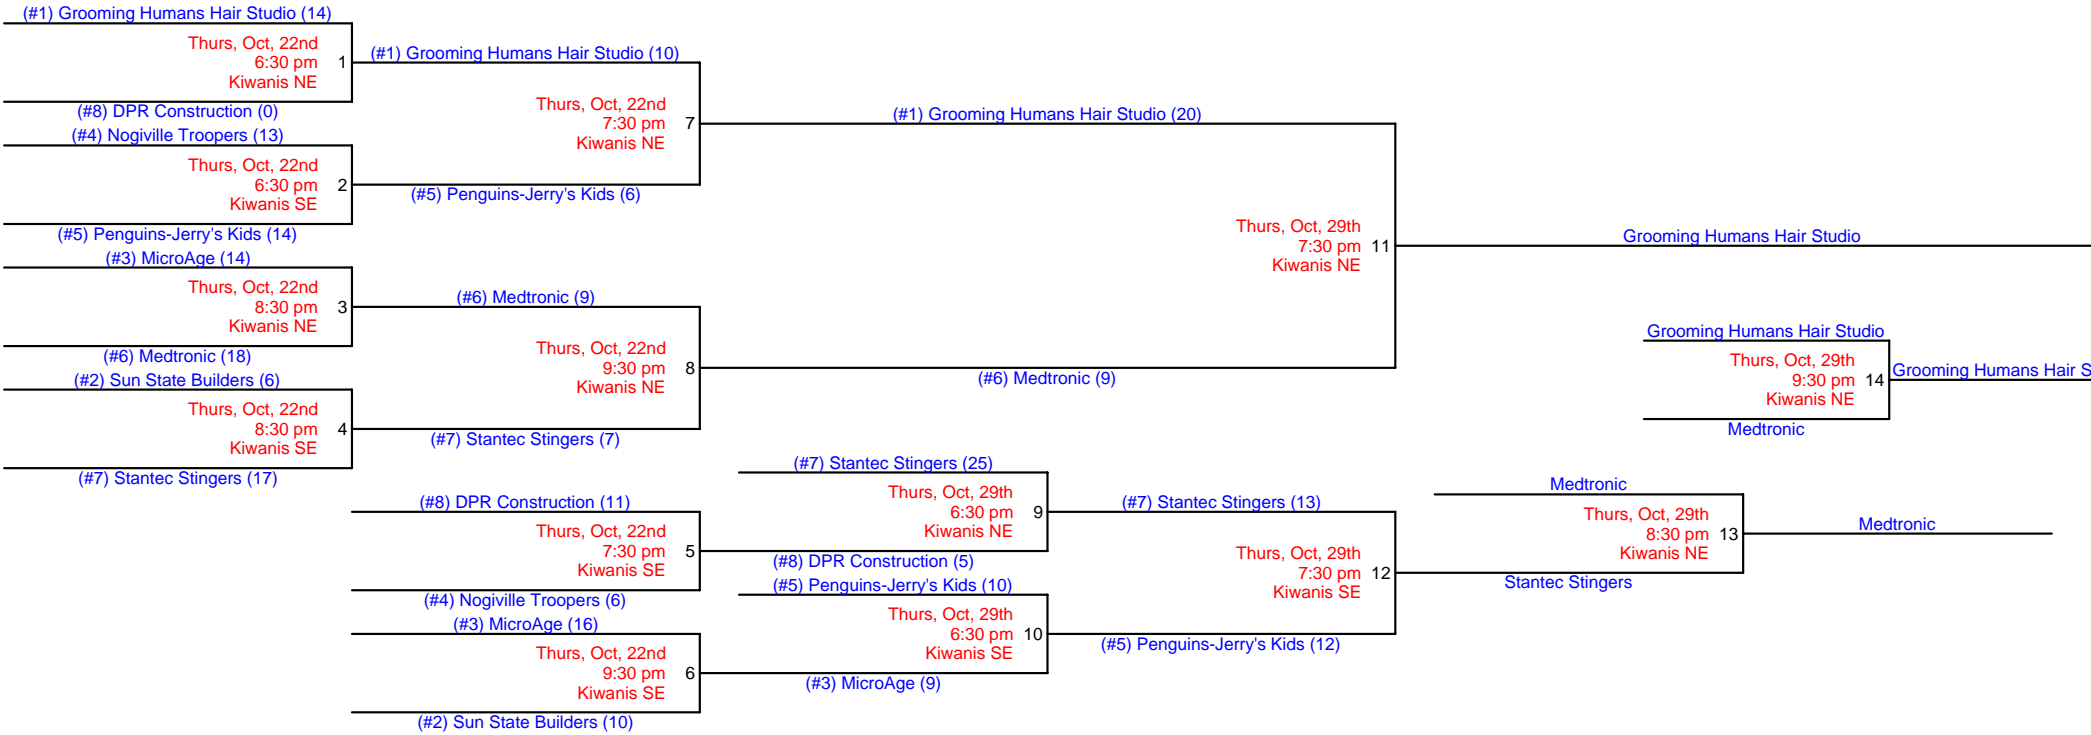 (#1) Grooming Humans Hair Studio (14)
Thurs, Oct, 22nd
6:30 pm 1
Kiwanis NE
(#8) DPR Construction (0)
(#4) Nogiville Troopers (13)
Thurs, Oct, 22nd
6:30 pm 2
Kiwanis SE
(#5) Penguins-Jerry's Kids (14)
(#3) MicroAge (14)
Thurs, Oct, 22nd
8:30 pm 3
Kiwanis NE
(#6) Medtronic (18)
(#2) Sun State Builders (6)
Thurs, Oct, 22nd
8:30 pm 4
Kiwanis SE
(#7) Stantec Stingers (17)
(#1) Grooming Humans Hair Studio (10)
Thurs, Oct, 22nd
7:30 pm 7
Kiwanis NE
(#5) Penguins-Jerry's Kids (6)
(#6) Medtronic (9)
Thurs, Oct, 22nd
9:30 pm 8
Kiwanis NE
(#7) Stantec Stingers (7)
(#8) DPR Construction (11)
Thurs, Oct, 22nd
7:30 pm 5
Kiwanis SE
(#4) Nogiville Troopers (6)
(#3) MicroAge (16)
Thurs, Oct, 22nd
9:30 pm 6
Kiwanis SE
(#2) Sun State Builders (10)
(#1) Grooming Humans Hair Studio (20)
Thurs, Oct, 29th
7:30 pm 11
Kiwanis NE
(#6) Medtronic (9)
(#7) Stantec Stingers (25)
Thurs, Oct, 29th
6:30 pm 9
Kiwanis NE
(#8) DPR Construction (5)
(#5) Penguins-Jerry's Kids (10)
Thurs, Oct, 29th
6:30 pm 10
Kiwanis SE
(#3) MicroAge (9)
(#7) Stantec Stingers (13)
Thurs, Oct, 29th
7:30 pm 12
Kiwanis SE
(#5) Penguins-Jerry's Kids (12)
Grooming Humans Hair Studio
Grooming Humans Hair Studio
Thurs, Oct, 29th
9:30 pm 14
Kiwanis NE
Medtronic
Grooming Humans Hair S
Medtronic
Thurs, Oct, 29th
8:30 pm 13
Kiwanis NE
Stantec Stingers
Medtronic